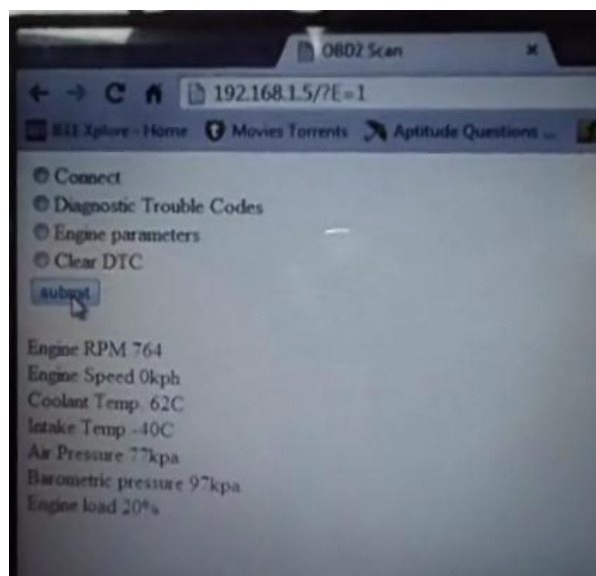 OBD2 Scan
192.168.1.5/?E=1
Xplore - Home Movies Torrents Aptitude Questions ...
Connect
Diagnostic Trouble Codes
Engine parameters
Clear DTC
submit
Engine RPM 764
Engine Speed 0kph
Coolant Temp 62C
Intake Temp -40C
Air Pressure 77kpa
Barometric pressure 97kpa
Engine load 20%